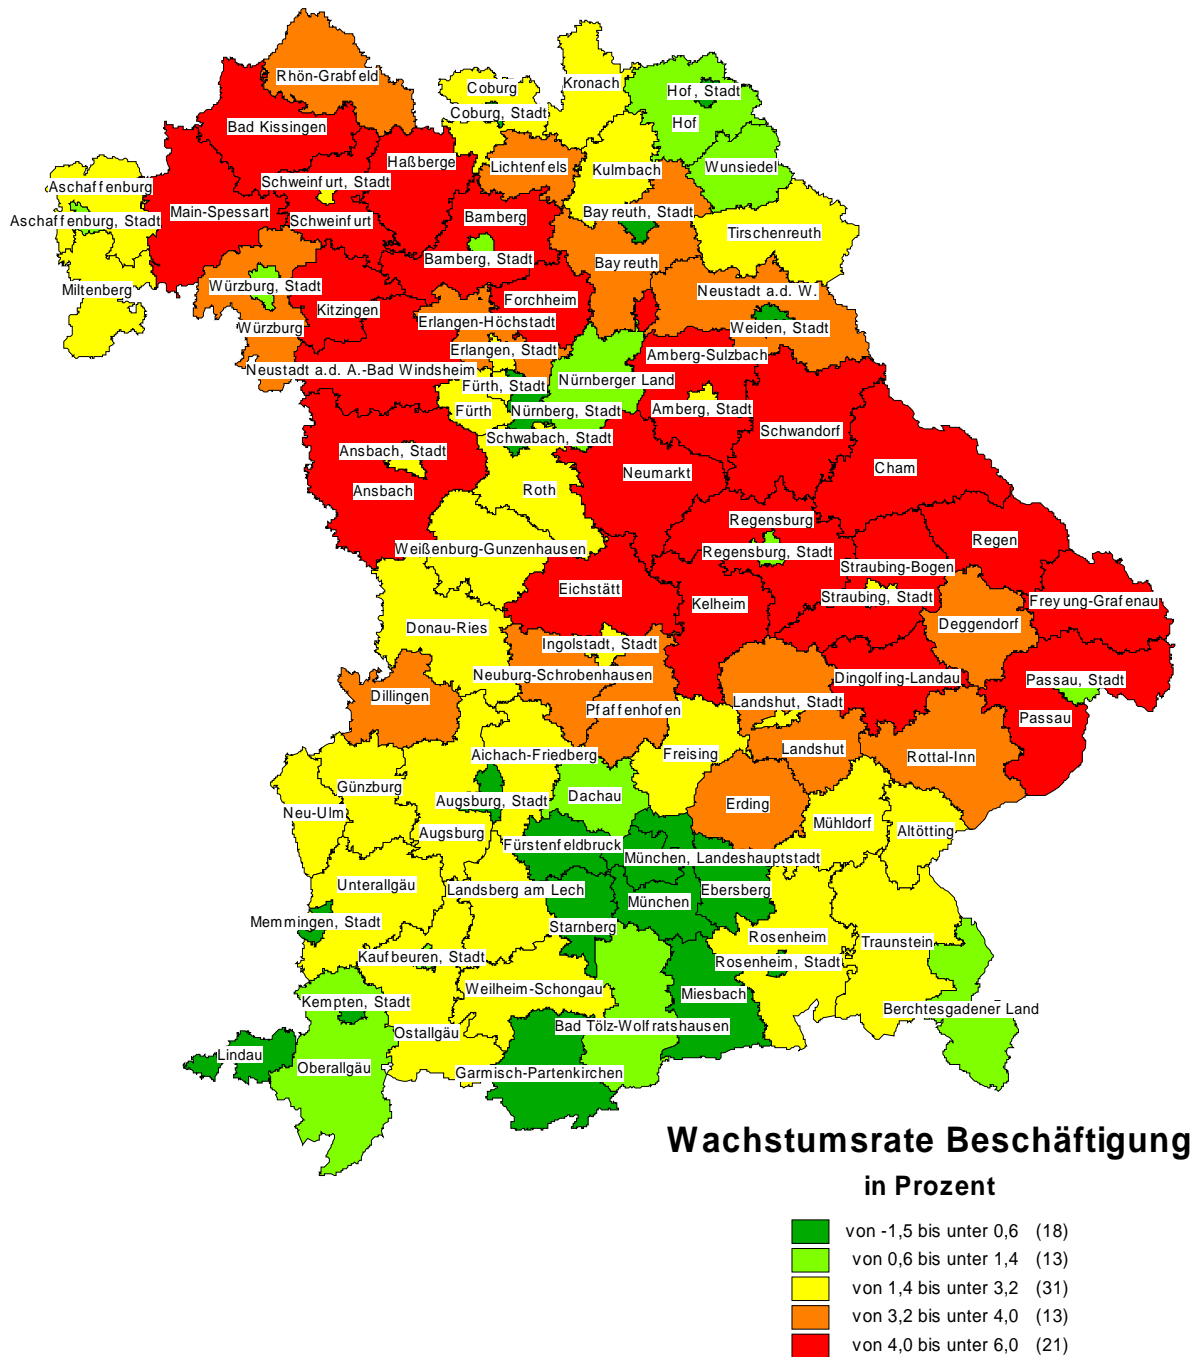 Rhön-Grabfeld
Coburg
Kronach
Hof, Stadt
Coburg, Stadt
Hof
Bad Kissingen
Haßberge
Lichtenfels
Kulmbach
Wunsiedel
Schweinfurt, Stadt
Aschaffenburg
Main-Spessart
Schweinfurt
Bamberg
Bayreuth, Stadt
Aschaffenburg, Stadt
Tirschenreuth
Bamberg, Stadt
Bayreuth
Würzburg, Stadt
Miltenberg
Neustadt a.d. W.
Forchheim
Kitzingen
Erlangen-Höchstadt
Würzburg
Weiden, Stadt
Erlangen, Stadt
Amberg-Sulzbach
Neustadt a.d. A.-Bad Windsheim
Nürnberger Land
Fürth, Stadt
Fürth
Nürnberg, Stadt
Amberg, Stadt
Schwandorf
Schwabach, Stadt
Ansbach, Stadt
Neumarkt
Cham
Ansbach
Roth
Regensburg
Weißenburg-Gunzenhausen
Regensburg, Stadt
Regen
Straubing-Bogen
Eichstätt
Kelheim
Straubing, Stadt
Freyung-Grafenau
Donau-Ries
Deggendorf
Ingolstadt, Stadt
Neuburg-Schrobenhausen
Dingolfing-Landau
Passau, Stadt
Dillingen
Pfaffenhofen
Landshut, Stadt
Passau
Aichach-Friedberg
Freising
Landshut
Rottal-Inn
Günzburg
Dachau
Erding
Neu-Ulm
Augsburg, Stadt
Mühldorf
Altötting
Augsburg
Fürstenfeldbruck
München, Landeshauptstadt
Unterallgäu
Landsberg am Lech
Ebersberg
München
Memmingen, Stadt
Starnberg
Rosenheim
Traunstein
Kaufbeuren, Stadt
Rosenheim, Stadt
Weilheim-Schongau
Miesbach
Kempten, Stadt
Berchtesgadener Land
Ostallgäu
Bad Tölz-Wolfratshausen
Lindau
Oberallgäu
Garmisch-Partenkirchen
Wachstumsrate Beschäftigung
in Prozent
von -1,5 bis unter 0,6 (18)
von 0,6 bis unter 1,4 (13)
von 1,4 bis unter 3,2 (31)
von 3,2 bis unter 4,0 (13)
von 4,0 bis unter 6,0 (21)